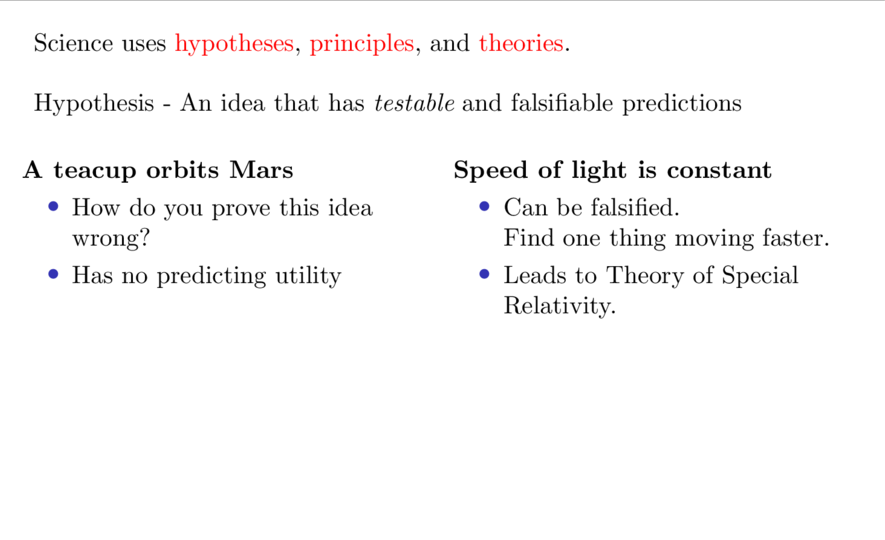 Science uses hypotheses, principles, and theories.
Hypothesis - An idea that has testable and falsifiable predictions
A teacup orbits Mars
• How do you prove this idea
wrong?
• Has no predicting utility
Speed of light is constant
• Can be falsified.
Find one thing moving faster.
• Leads to Theory of Special
Relativity.